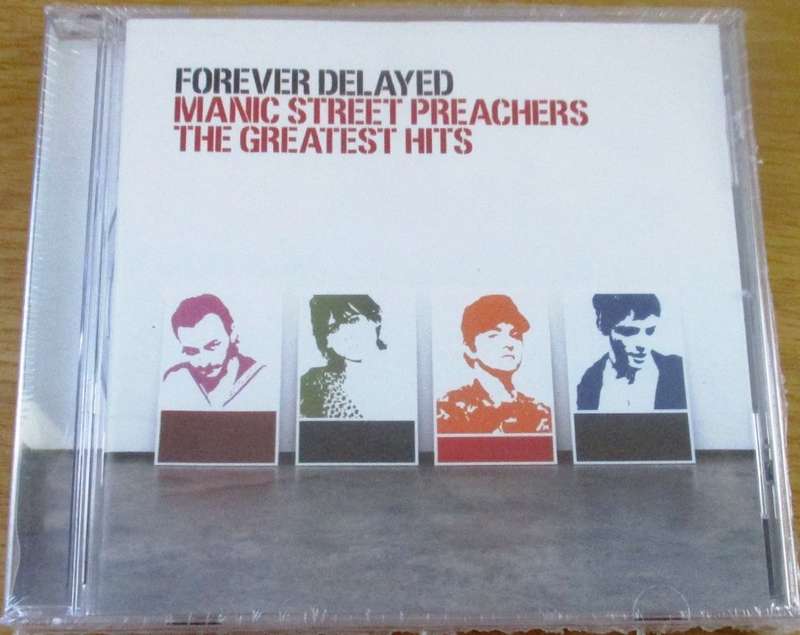 FOREVER DELAYED
MANIC STREET PREACHERS
THE GREATEST HITS